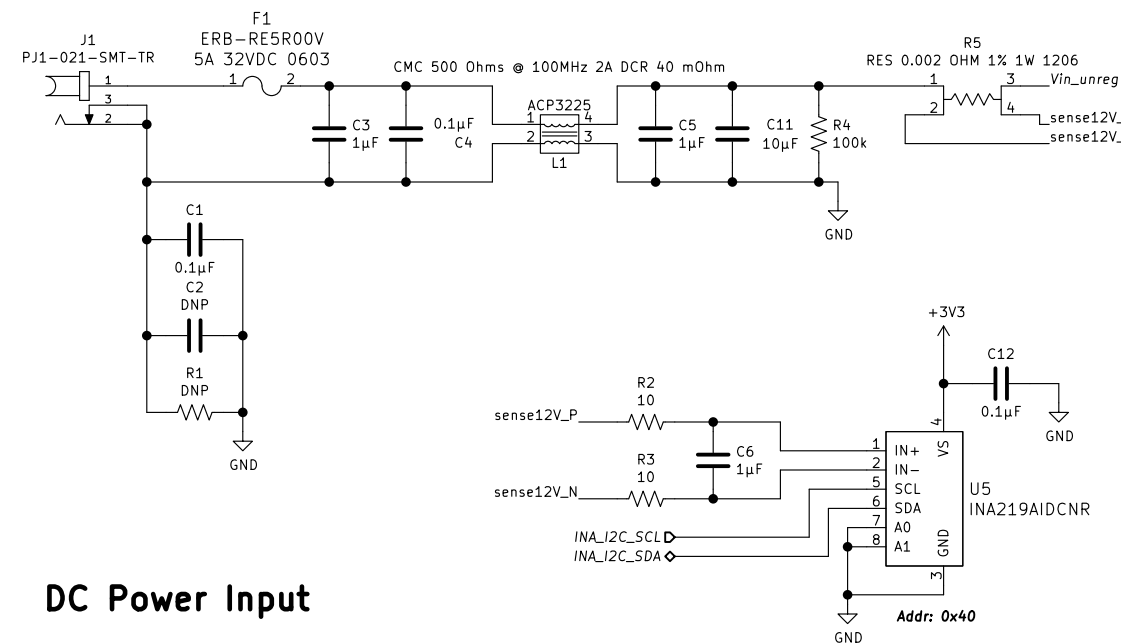 F1
ERB-RE5R00V
5A 32VDC 0603
J1
PJ1-021-SMT-TR
1
3
2
1 2
CMC 500 Ohms @ 100MHz 2A DCR 40 mOhm
R5
RES 0.002 OHM 1% 1W 1206
1 3
2 4
Vin_unreg
sense12V_
sense12V_
C3
1µF
0.1µF
C4
ACP3225
1 4
2 3
L1
C5
1µF
C11
10µF
R4
100k
GND
C1
0.1µF
C2
DNP
R1
DNP
GND
+3V3
C12
0.1µF
GND
R2
10
sense12V_P
C6
1µF
R3
10
sense12V_N
INA_I2C_SCL
INA_I2C_SDA
4
VS
1 IN+
2 IN-
5 SCL
6 SDA
7 A0
8 A1
GND
3
U5
INA219AIDCNR
Addr: 0x40
GND
DC Power Input